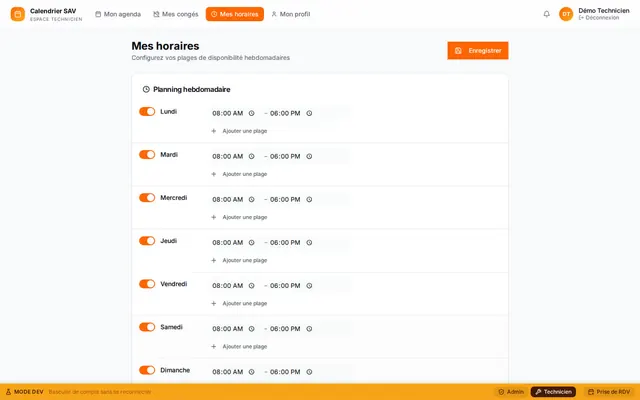 Calendrier SAV
ESPACE TECHNICIEN
Mon agenda
Mes congés
Mes horaires
Mon profil
DT
Démo Technicien
Déconnexion
Mes horaires
Configurez vos plages de disponibilité hebdomadaires
Enregistrer
Planning hebdomadaire
Lundi 08:00 AM - 06:00 PM
+ Ajouter une plage
Mardi 08:00 AM - 06:00 PM
+ Ajouter une plage
Mercredi 08:00 AM - 06:00 PM
+ Ajouter une plage
Jeudi 08:00 AM - 06:00 PM
+ Ajouter une plage
Vendredi 08:00 AM - 06:00 PM
+ Ajouter une plage
Samedi 08:00 AM - 06:00 PM
+ Ajouter une plage
Dimanche 08:00 AM - 06:00 PM
MODE DEV
Admin
Technicien
Prise de RDV